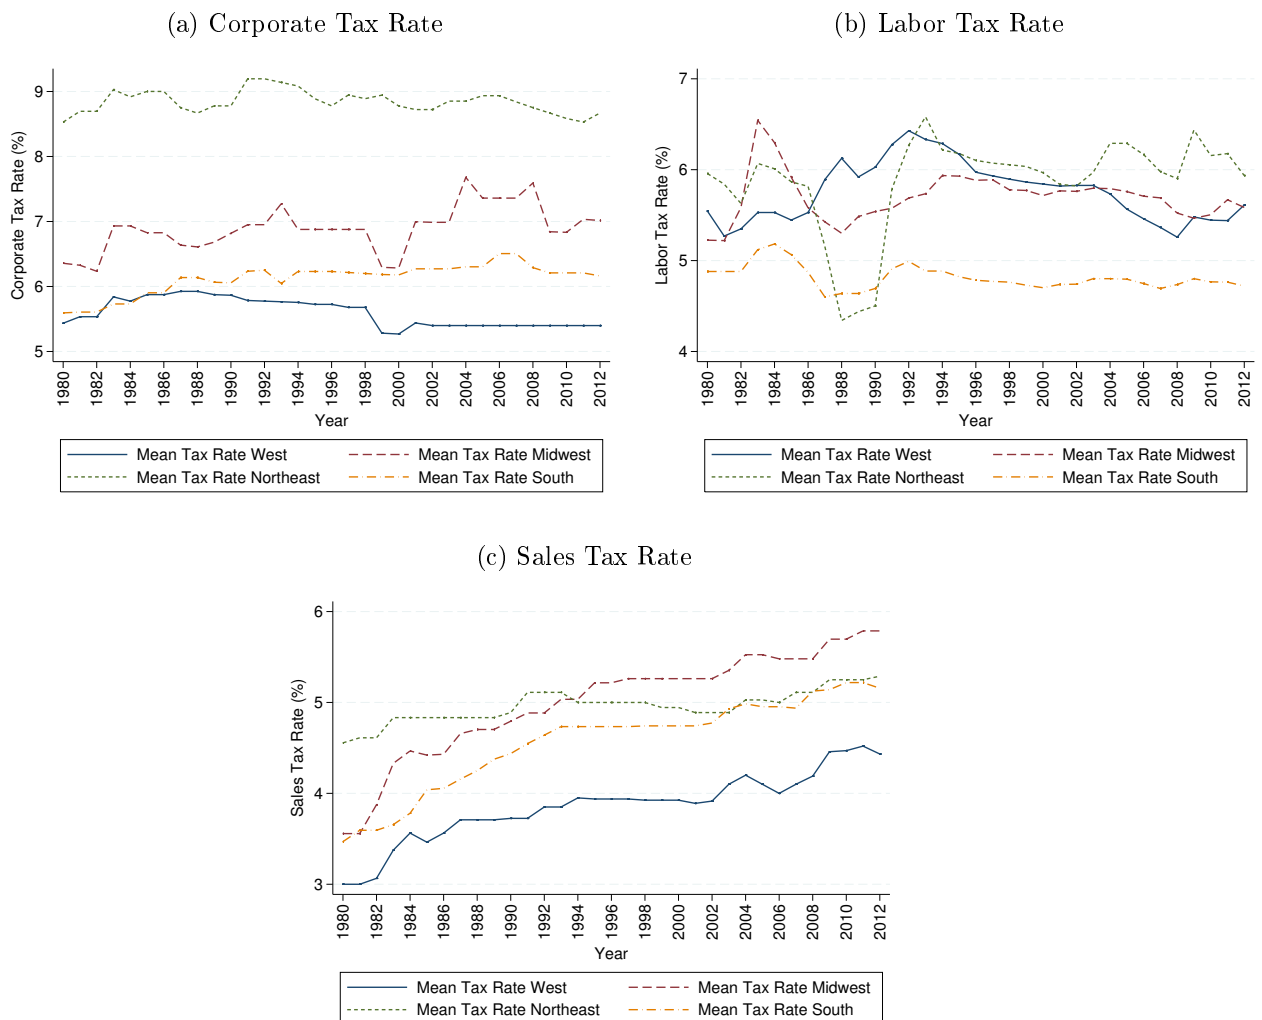 (a) Corporate Tax Rate
Corporate Tax Rate (%)
9
8
7
6
5
1980 1982 1984 1986 1988 1990 1992 1994 1996 1998 2000 2002 2004 2006 2008 2010 2012
Year
Mean Tax Rate West Mean Tax Rate Midwest
Mean Tax Rate Northeast Mean Tax Rate South
(b) Labor Tax Rate
Labor Tax Rate (%)
7
6
5
4
1980 1982 1984 1986 1988 1990 1992 1994 1996 1998 2000 2002 2004 2006 2008 2010 2012
Year
Mean Tax Rate West Mean Tax Rate Midwest
Mean Tax Rate Northeast Mean Tax Rate South
(c) Sales Tax Rate
Sales Tax Rate (%)
6
5
4
3
1980 1982 1984 1986 1988 1990 1992 1994 1996 1998 2000 2002 2004 2006 2008 2010 2012
Year
Mean Tax Rate West Mean Tax Rate Midwest
Mean Tax Rate Northeast Mean Tax Rate South